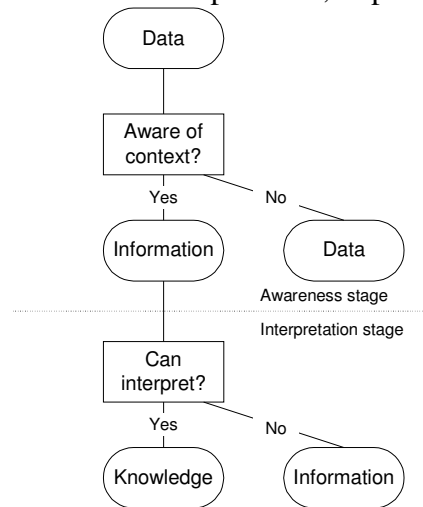 Data
Aware of
context?
Yes
No
Information
Data
Awareness stage
Interpretation stage
Can
interpret?
Yes
No
Knowledge
Information